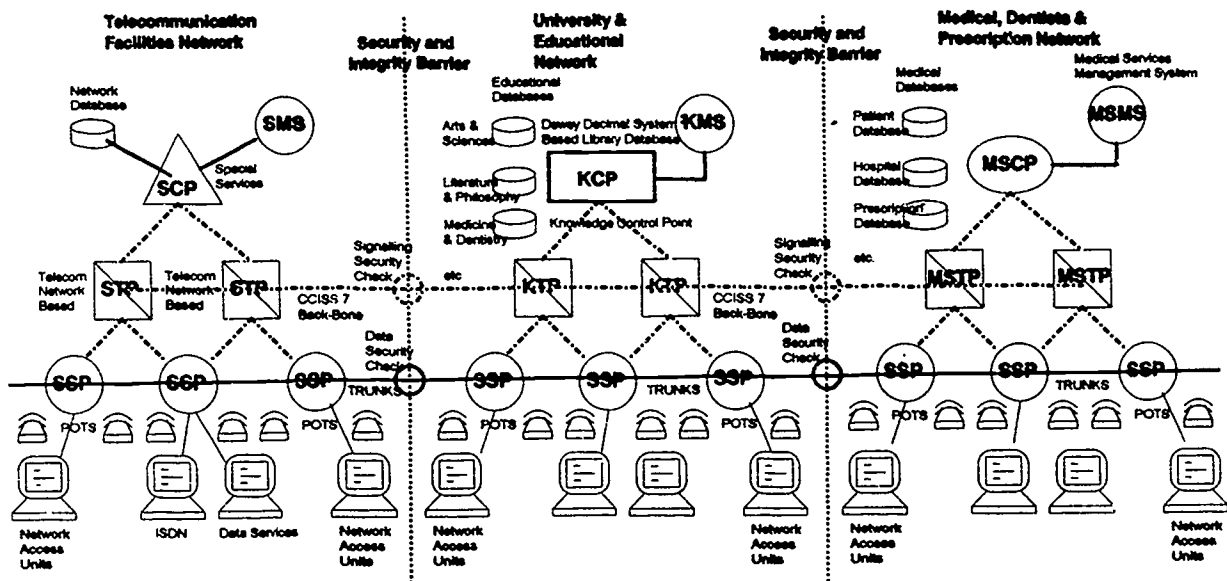 Telecommunication
Facilities Network
Security and
Integrity Barrier
University &
Educational
Network
Security and
Integrity Barrier
Medical, Dentists &
Prescription Network
Network
Database
SMS
SCP
Special
Services
Educational
Databases
Arts &
Sciences
Dewey Decimal System
Based Library Database
KMS
KCP
Literature
& Philosophy
Medicine
& Dentistry
Knowledge Control Point
Medical
Databases
Medical Services
Management System
Patient
Database
MSMS
Hospital
Database
MSCP
Prescription
Database
Telecom
Network
Based
STP
Telecom
Network
Based
STP
CCISS 7
Back-Bone
Signalling
Security
Check
etc
KTP
KTP
CCISS 7
Back-Bone
Signalling
Security
Check
etc.
MSTP
MSTP
Data
Security
Check
Data
Security
Check
SSP
SSP
SSP
TRUNKS
SSP
SSP
TRUNKS
SSP
SSP
SSP
TRUNKS
SSP
POTS
POTS
POTS
POTS
POTS
POTS
Network
Access
Units
ISDN
Data Services
Network
Access
Units
Network
Access
Units
Network
Access
Units
Network
Access
Units
Network
Access
Units